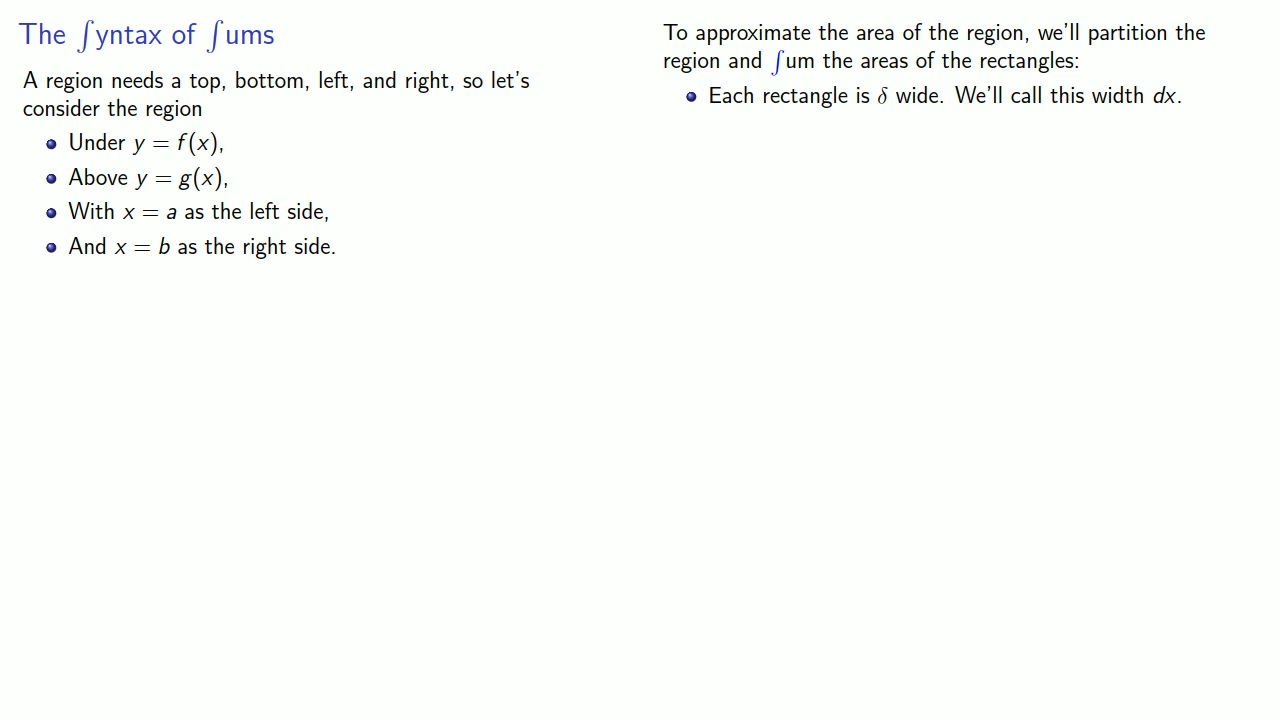 The ∫yntax of ∫ums
A region needs a top, bottom, left, and right, so let's
consider the region
• Under y = f(x),
• Above y = g(x),
• With x = a as the left side,
• And x = b as the right side.
To approximate the area of the region, we'll partition the
region and ∫um the areas of the rectangles:
• Each rectangle is δ wide. We'll call this width dx.